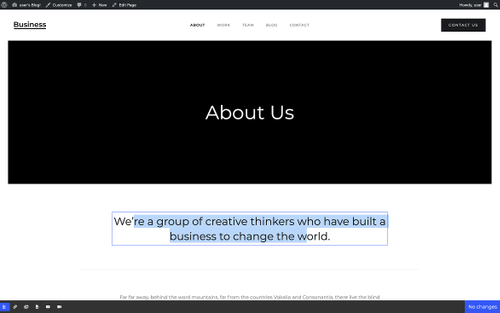 user's Blog! Customize 0 New Edit Page Howdy, user
Business
ABOUT WORK TEAM BLOG CONTACT
CONTACT US
About Us
We're a group of creative thinkers who have built a
business to change the world.
Far far away, behind the word mountains, far from the countries Vokalia and Consonantia, there live the blind
No changes